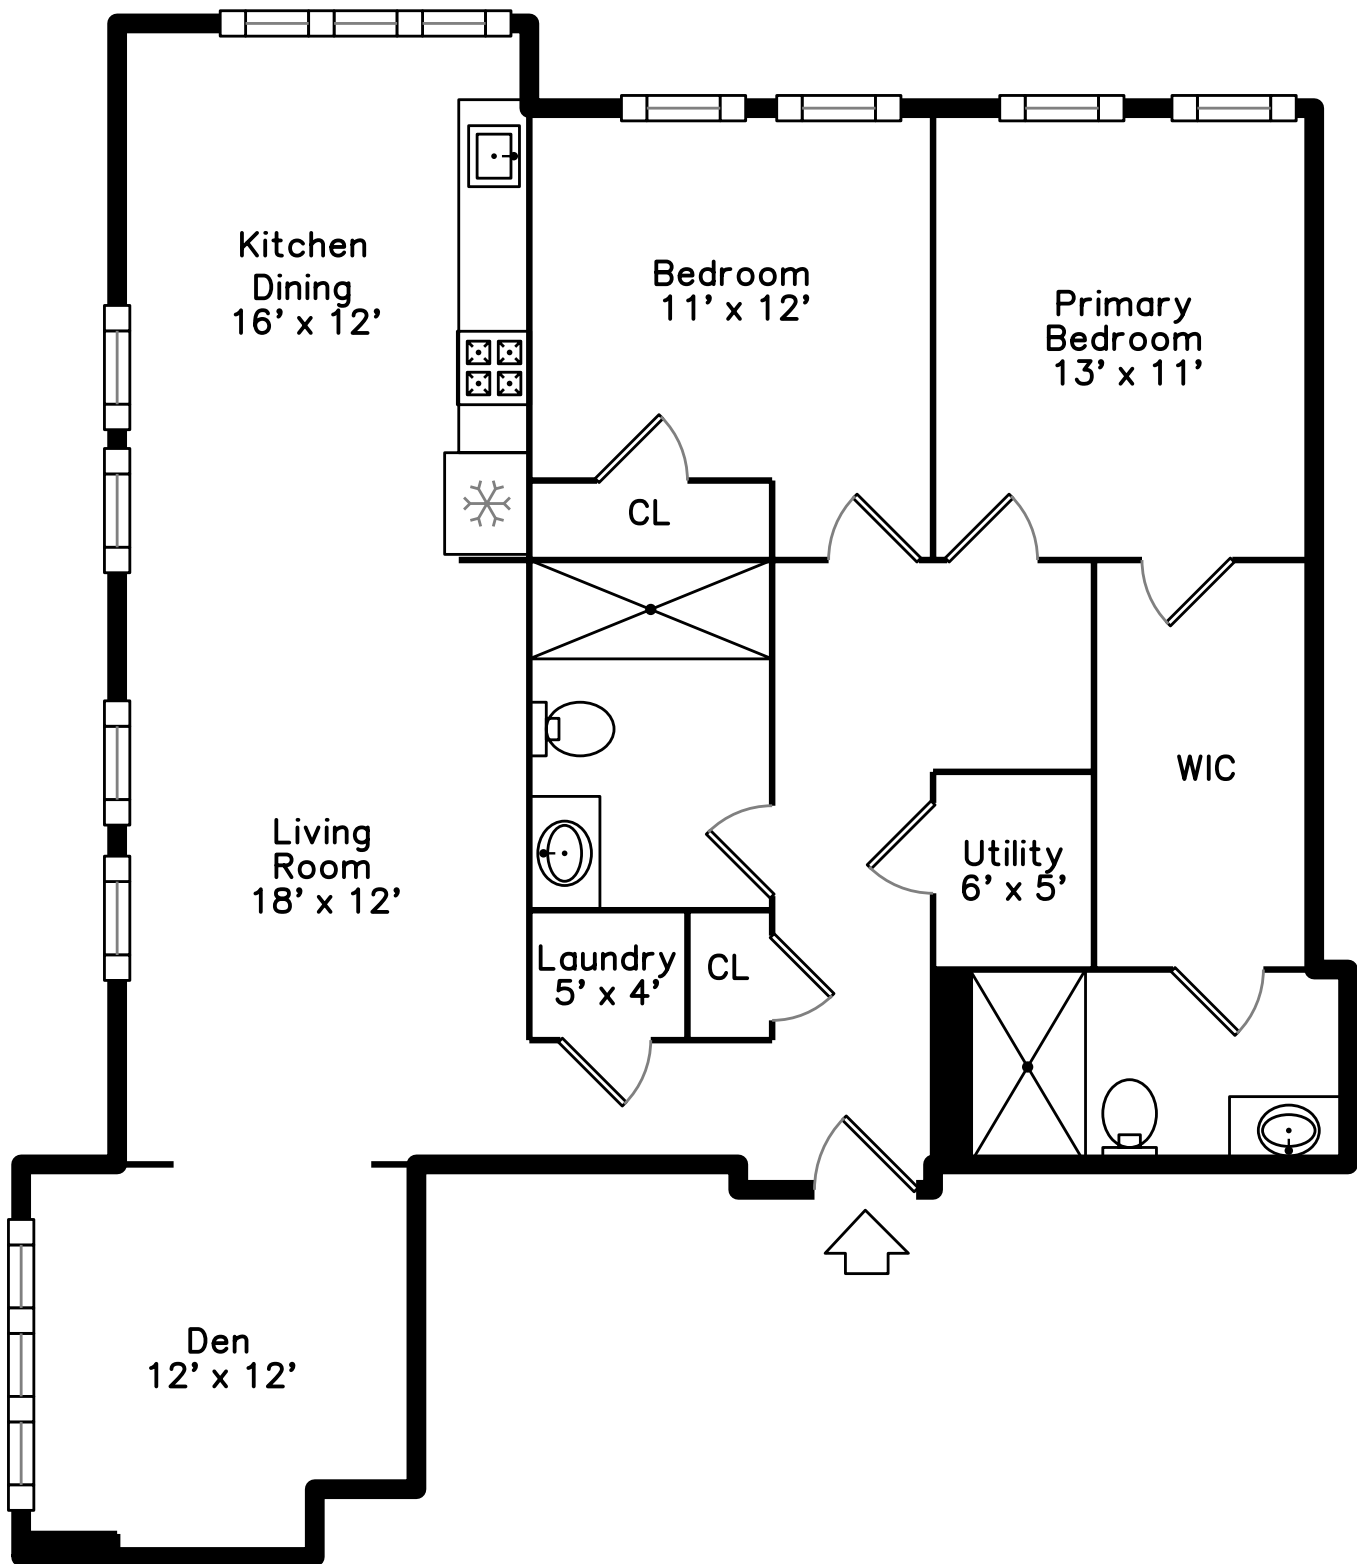 Kitchen
Dining
16' x 12'
Bedroom
11' x 12'
Primary
Bedroom
13' x 11'
CL
WIC
Living
Room
18' x 12'
Utility
6' x 5'
Laundry
5' x 4'
CL
Den
12' x 12'